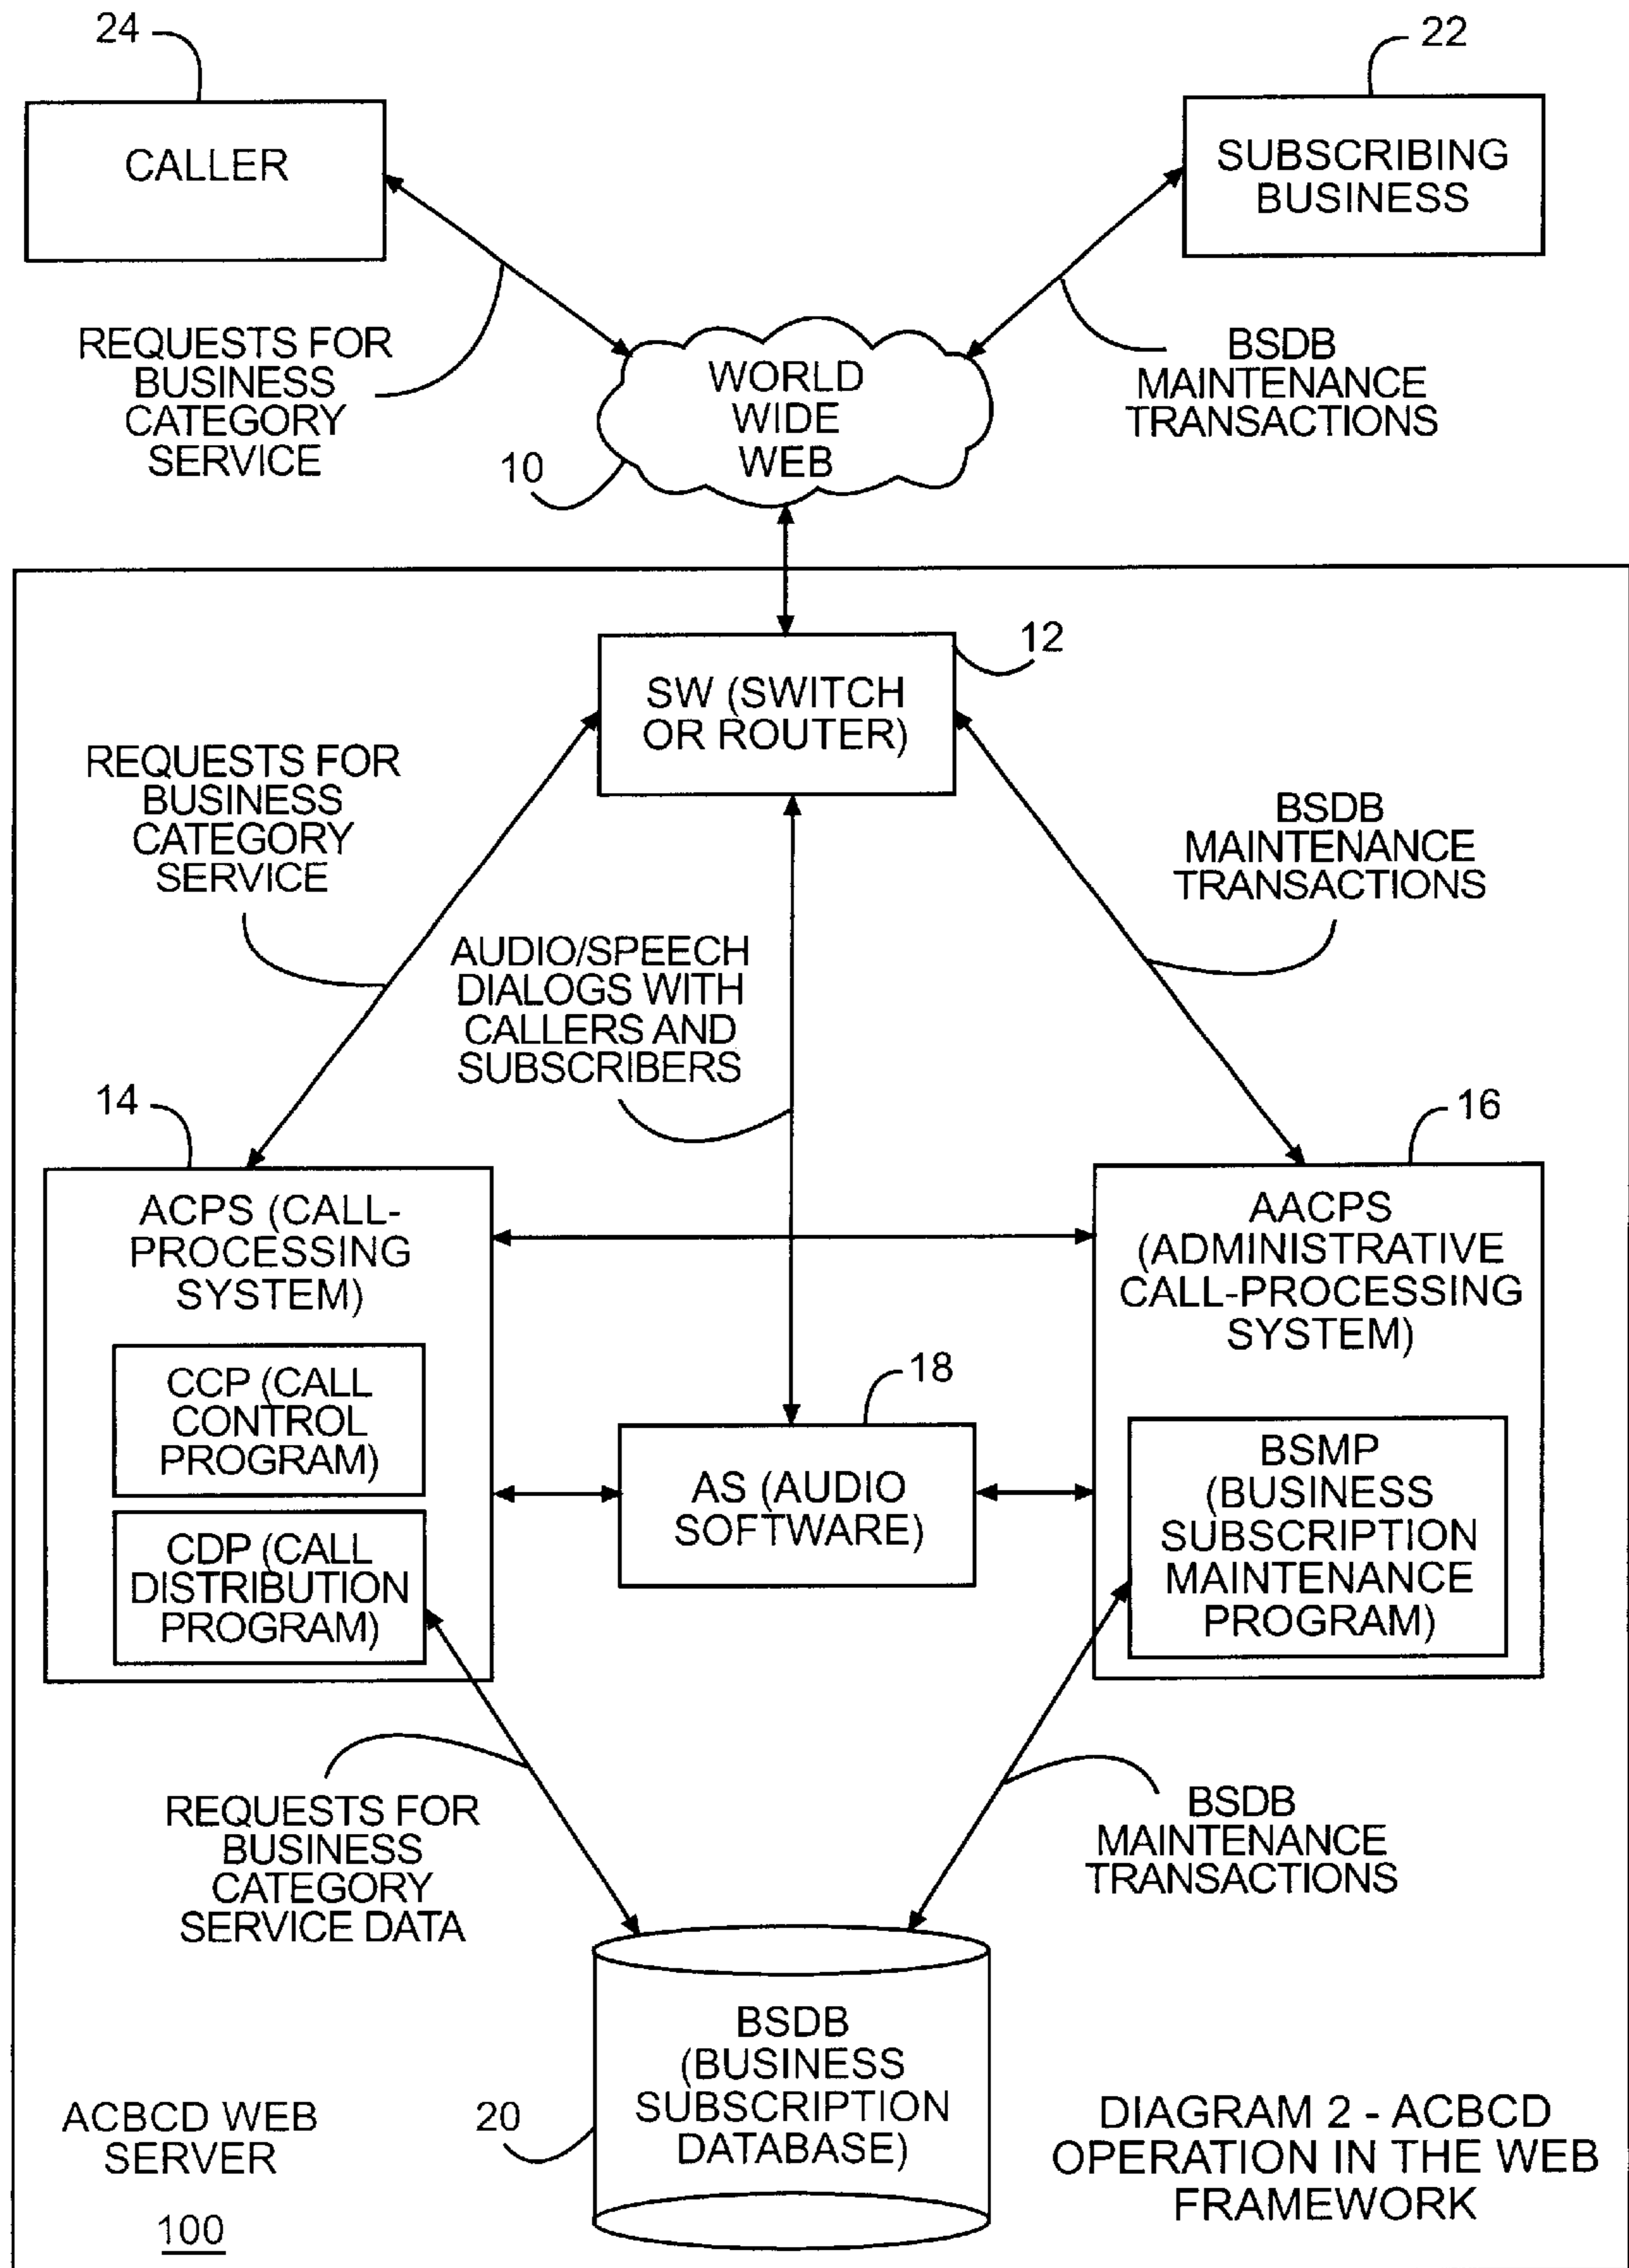 24
22
CALLER
SUBSCRIBING
BUSINESS
REQUESTS FOR
BUSINESS
CATEGORY
SERVICE
WORLD
WIDE
WEB
BSDB
MAINTENANCE
TRANSACTIONS
10
12
SW (SWITCH
OR ROUTER)
REQUESTS FOR
BUSINESS
CATEGORY
SERVICE
BSDB
MAINTENANCE
TRANSACTIONS
AUDIO/SPEECH
DIALOGS WITH
CALLERS AND
SUBSCRIBERS
14
16
ACPS (CALL-
PROCESSING
SYSTEM)
AACPS
(ADMINISTRATIVE
CALL-PROCESSING
SYSTEM)
CCP (CALL
CONTROL
PROGRAM)
18
CDP (CALL
DISTRIBUTION
PROGRAM)
AS (AUDIO
SOFTWARE)
BSMP
(BUSINESS
SUBSCRIPTION
MAINTENANCE
PROGRAM)
REQUESTS FOR
BUSINESS
CATEGORY
SERVICE DATA
BSDB
MAINTENANCE
TRANSACTIONS
BSDB
(BUSINESS
SUBSCRIPTION
DATABASE)
20
ACBCD WEB
SERVER
100
DIAGRAM 2 - ACBCD
OPERATION IN THE WEB
FRAMEWORK